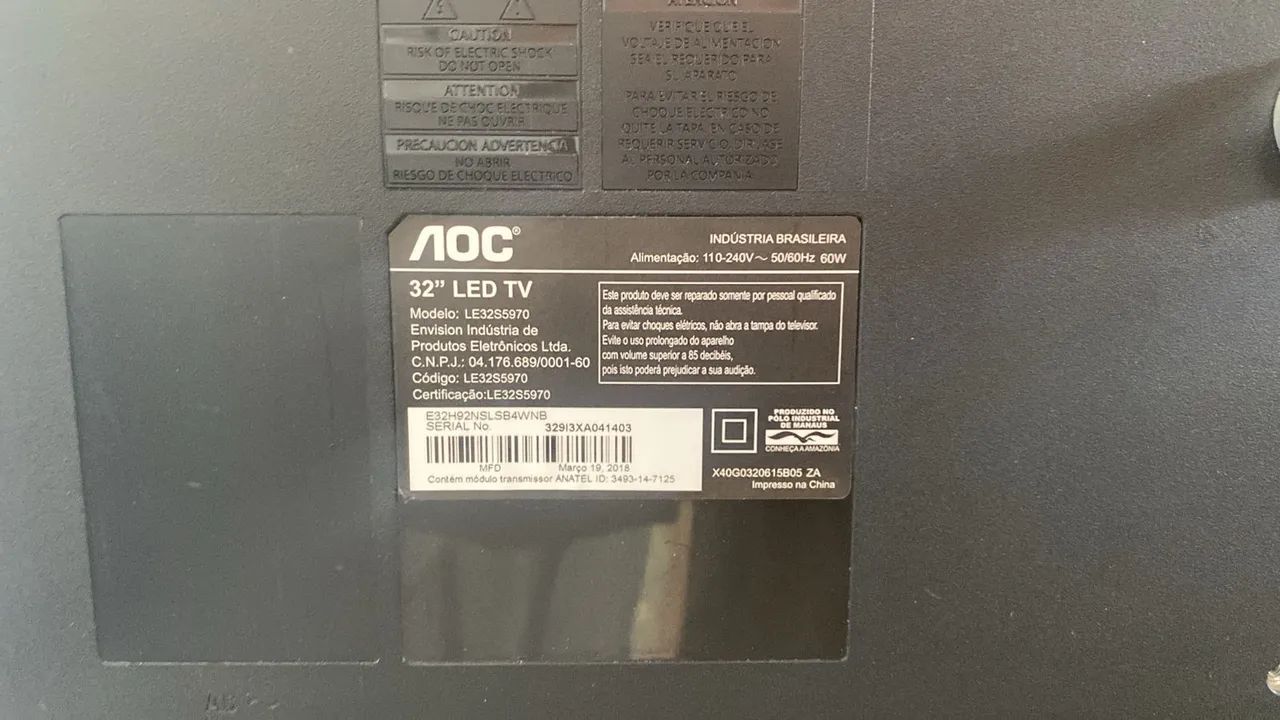 CAUTION
RISK OF ELECTRIC SHOCK
DO NOT OPEN
ATTENTION
RISQUE DE CHOC ELECTRIQUE
NE PAS OUVRIR
PRECAUCION ADVERTENCIA
NO ABRIR
RIESGO DE CHOQUE ELECTRICO
ATENCION
VERIFIQUE QUE EL
VOLTAJE DE ALIMENTACION
SEA EL REQUERIDO PARA
SU APARATO
PARA EVITAR EL RIESGO DE
CHOQUE ELECTRICO NO
QUITE LA TAPA, EN CASO DE
REQUERIR SERVICIO, DIRIJASE
AL PERSONAL AUTORIZADO
POR LA COMPANIA
AOC®
INDÚSTRIA BRASILEIRA
Alimentação: 110-240V～ 50/60Hz 60W
32” LED TV
Modelo: LE32S5970
Envision Indústria de
Produtos Eletrônicos Ltda.
C.N.P.J.: 04.176.689/0001-60
Código: LE32S5970
Certificação:LE32S5970
Este produto deve ser reparado somente por pessoal qualificado
da assistência técnica.
Para evitar choques elétricos, não abra a tampa do televisor.
Evite o uso prolongado do aparelho
com volume superior a 85 decibéis,
pois isto poderá prejudicar a sua audição.
E32H92NSLSB4WNB
SERIAL No. 329I3XA041403
MFD Março 19, 2018
Contém módulo transmissor ANATEL ID: 3493-14-7125
PRODUZIDO NO
PÓLO INDUSTRIAL
DE MANAUS
CONHEÇA A AMAZÔNIA
X40G0320615B05 ZA
Impresso na China